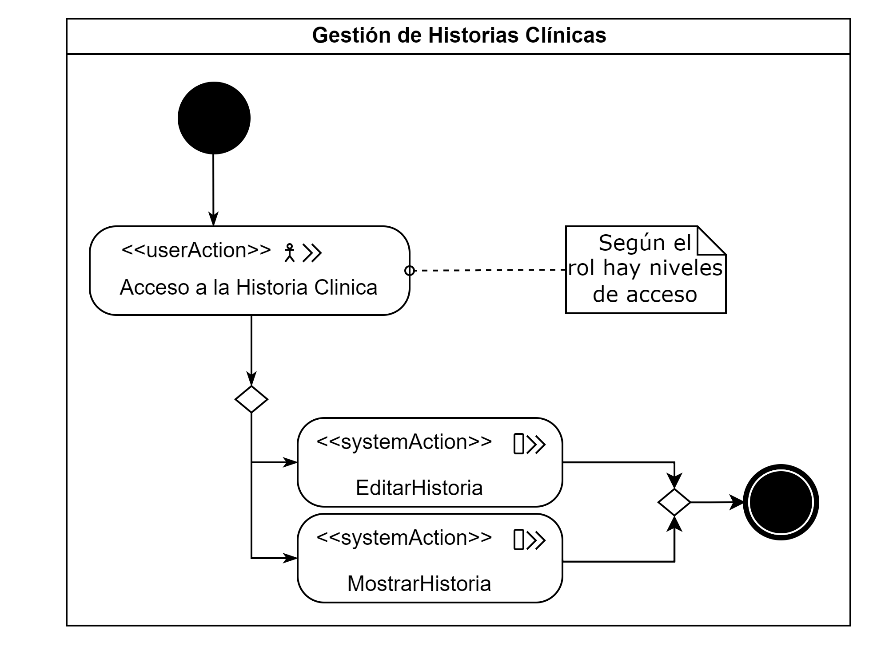 Gestión de Historias Clínicas
<<userAction>>
Acceso a la Historia Clinica
Según el
rol hay niveles
de acceso
<<systemAction>>
EditarHistoria
<<systemAction>>
MostrarHistoria